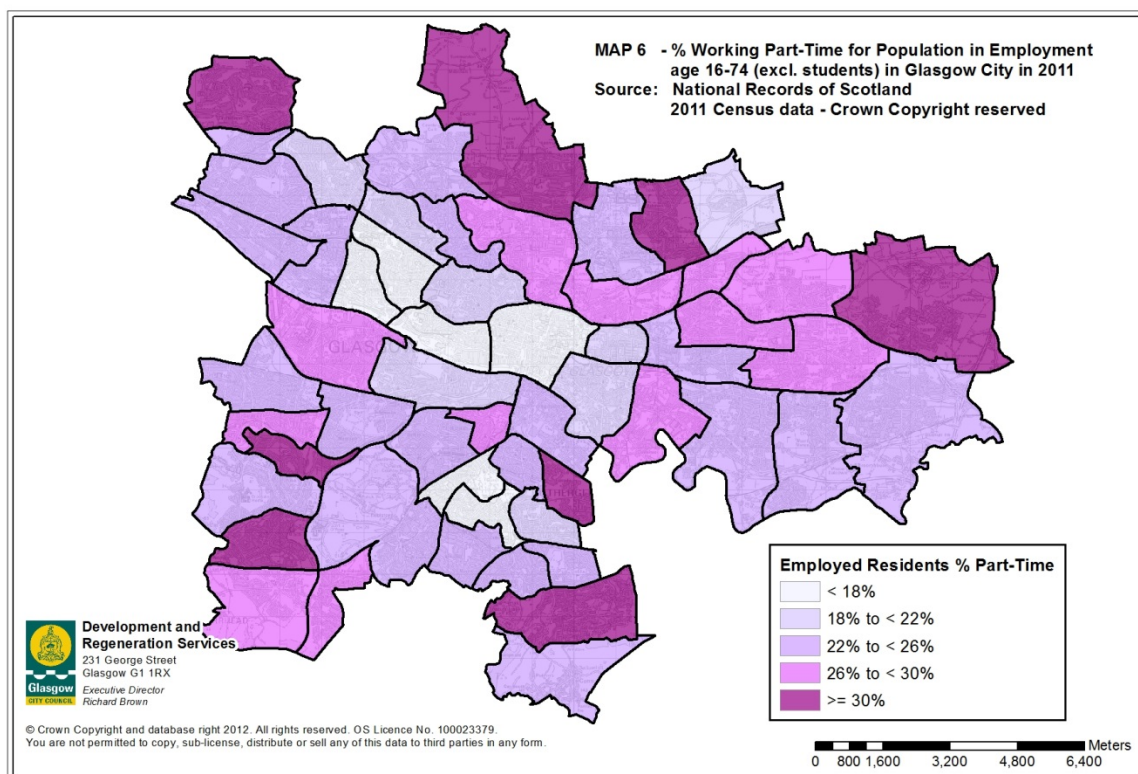 MAP 6 - % Working Part-Time for Population in Employment
age 16-74 (excl. students) in Glasgow City in 2011
Source: National Records of Scotland
2011 Census data - Crown Copyright reserved
Employed Residents % Part-Time
< 18%
18% to < 22%
22% to < 26%
26% to < 30%
>= 30%
Glasgow
CITY COUNCIL
Development and
Regeneration Services
231 George Street
Glasgow G1 1RX
Executive Director
Richard Brown
© Crown Copyright and database right 2012. All rights reserved. OS Licence No. 100023379.
You are not permitted to copy, sub-license, distribute or sell any of this data to third parties in any form.
Meters
0 800 1,600 3,200 4,800 6,400